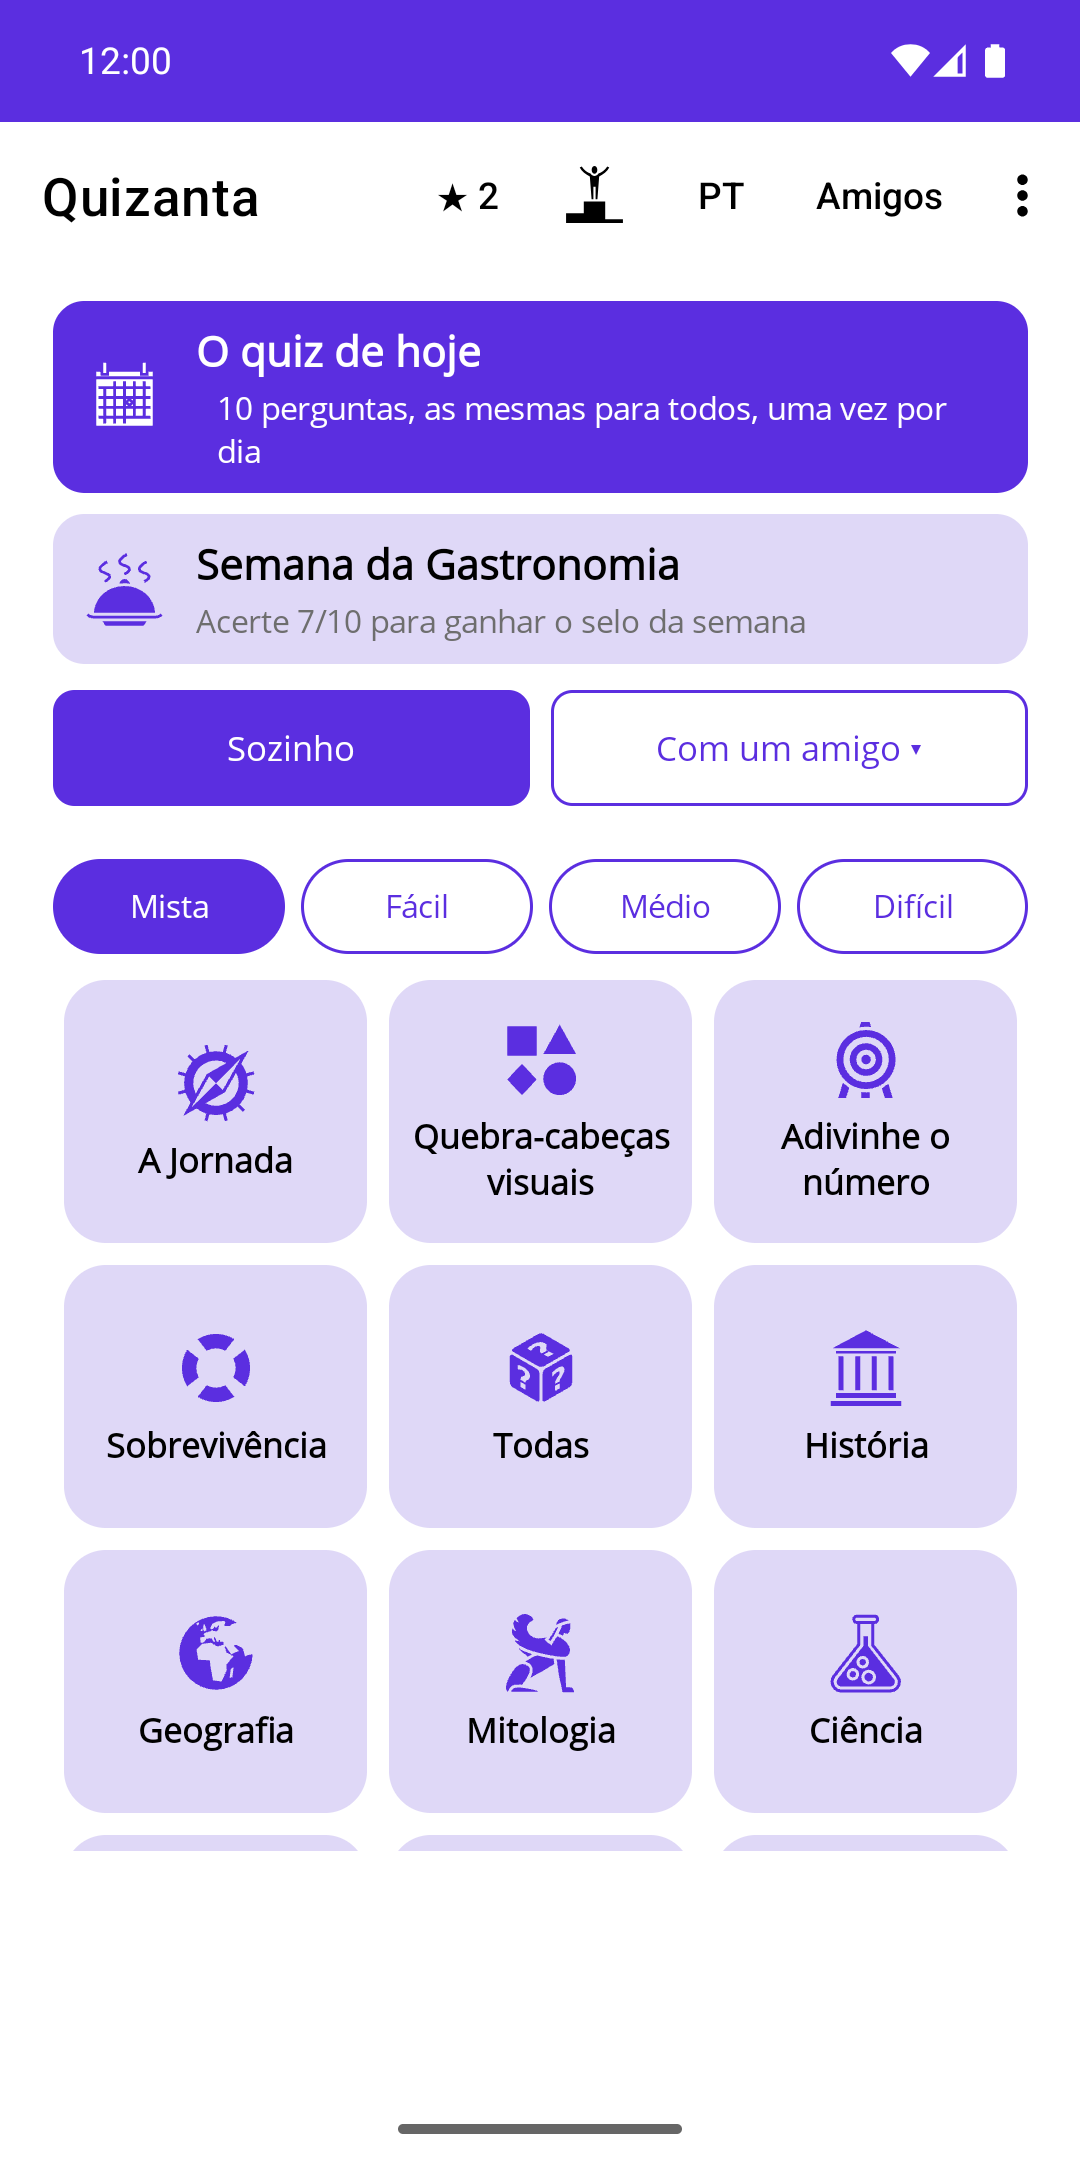 12:00
Quizanta
★ 2
PT
Amigos
O quiz de hoje
10 perguntas, as mesmas para todos, uma vez por
dia
Semana da Gastronomia
Acerte 7/10 para ganhar o selo da semana
Sozinho
Com um amigo ▾
Mista
Fácil
Médio
Difícil
A Jornada
Quebra-cabeças
visuais
Adivinhe o
número
Sobrevivência
Todas
História
Geografia
Mitologia
Ciência